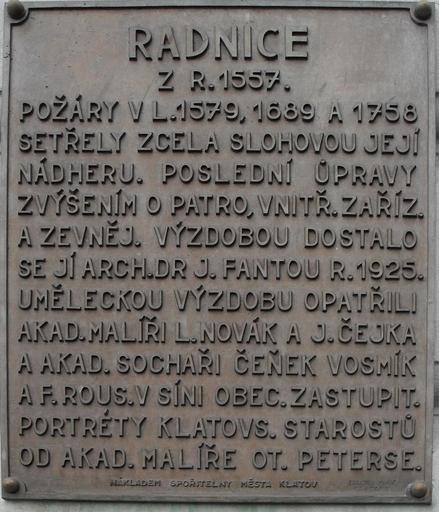 RADNICE
Z R.1557.
POŽÁRY V L.1579, 1689 A 1758
SETŘELY ZCELA SLOHOVOU JEJÍ
NÁDHERU. POSLEDNÍ ÚPRAVY
ZVÝŠENÍM O PATRO, VNITŘ. ZAŘÍZ.
A ZEVNĚJ. VÝZDOBOU DOSTALO
SE JÍ ARCH. DR J. FANTOU R.1925.
UMĚLECKOU VÝZDOBU OPATŘILI
AKAD. MALÍŘI L. NOVÁK A J. ČEJKA
A AKAD. SOCHAŘI ČEŇEK VOSMÍK
A F. ROUS. V SÍNI OBEC. ZASTUPIT.
PORTRÉTY KLATOVS. STAROSTŮ
OD AKAD. MALÍŘE OT. PETERSE.
NÁKLADEM SPOŘITELNY MĚSTA KLATOV